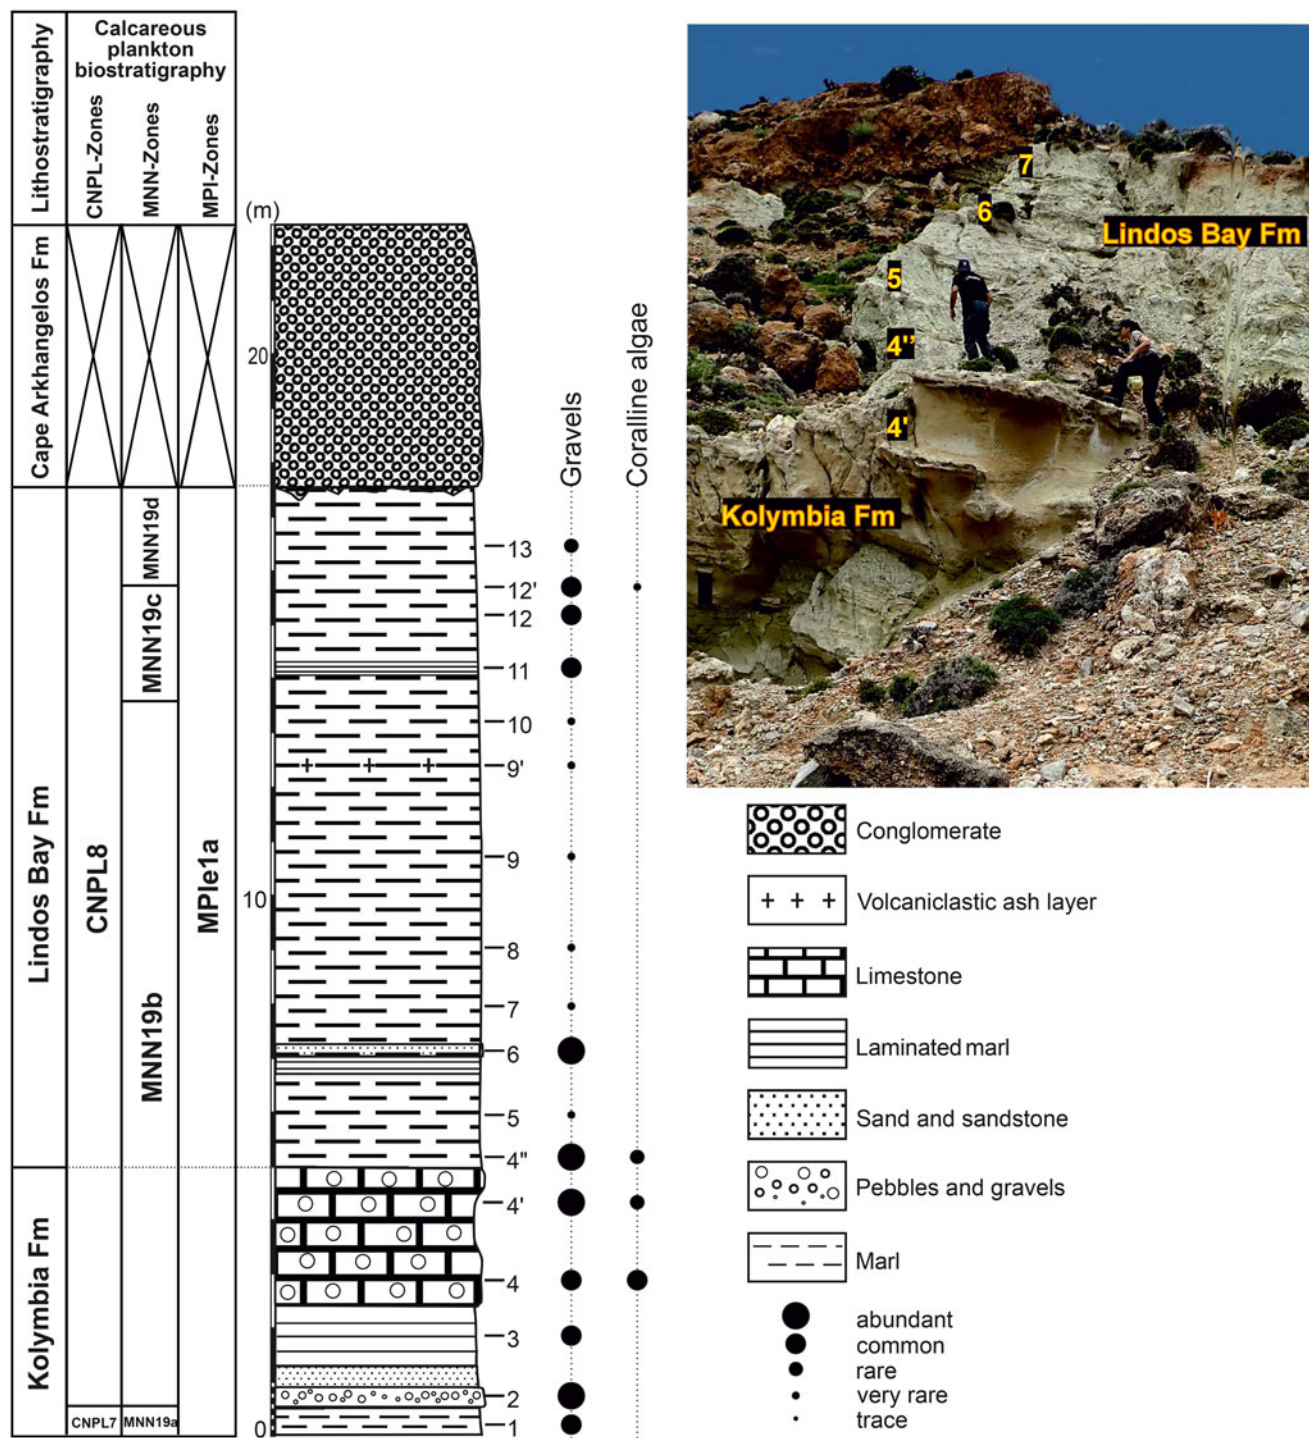 Lithostratigraphy
Calcareous
plankton
biostratigraphy
CNPL-Zones
MNN-Zones
MPI-Zones
(m)
Cape Arkhangelos Fm
Lindos Bay Fm
Kolymbia Fm
CNPL8
CNPL7
MNN19d
MNN19c
MNN19b
MNN19a
MPle1a
20
10
0
Gravels
Coralline algae
13
12'
12
11
10
9'
9
8
7
6
5
4"
4'
4
3
2
1
7
6
Lindos Bay Fm
5
4"
4'
Kolymbia Fm
Conglomerate
Volcaniclastic ash layer
Limestone
Laminated marl
Sand and sandstone
Pebbles and gravels
Marl
abundant
common
rare
very rare
trace